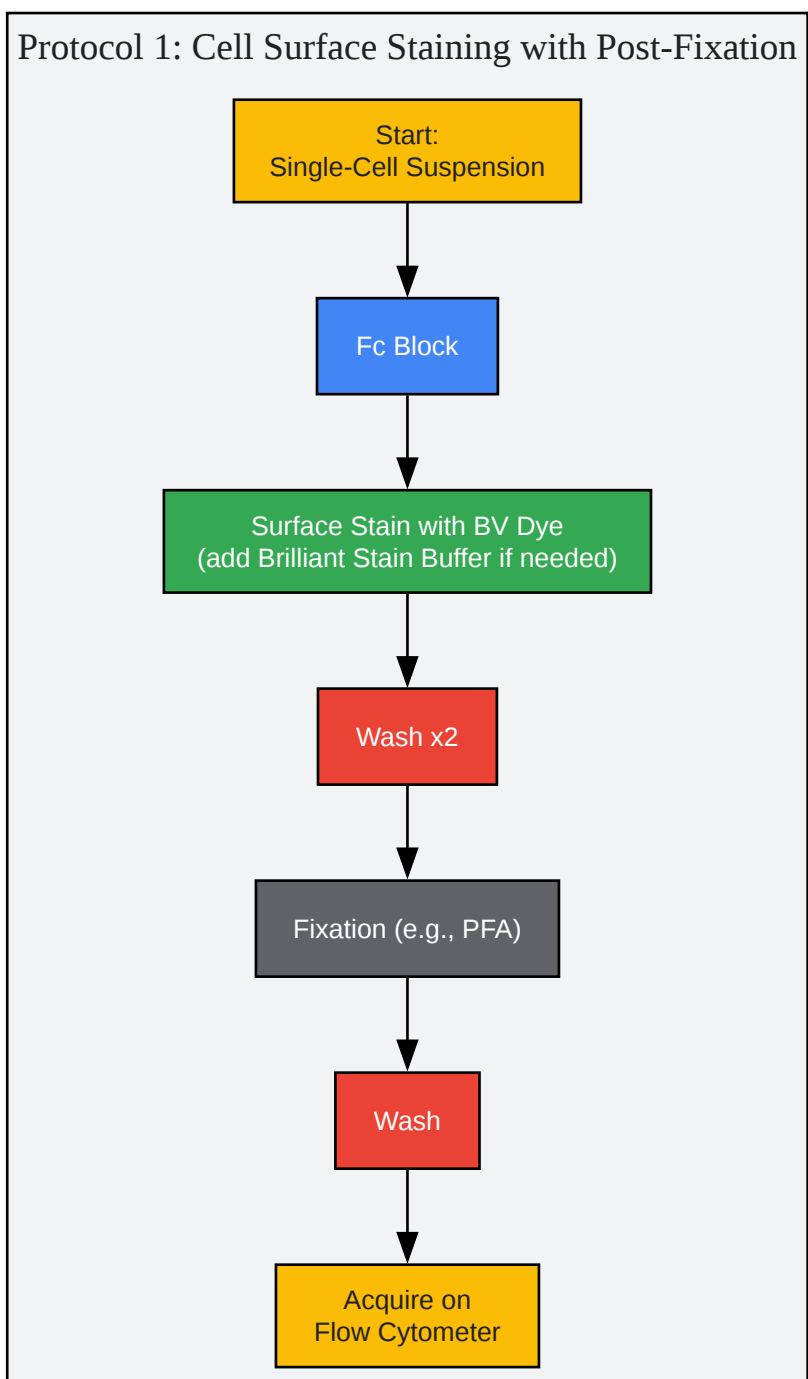 Protocol 1: Cell Surface Staining with Post-Fixation
Start:
Single-Cell Suspension
Fc Block
Surface Stain with BV Dye
(add Brilliant Stain Buffer if needed)
Wash x2
Fixation (e.g., PFA)
Wash
Acquire on
Flow Cytometer